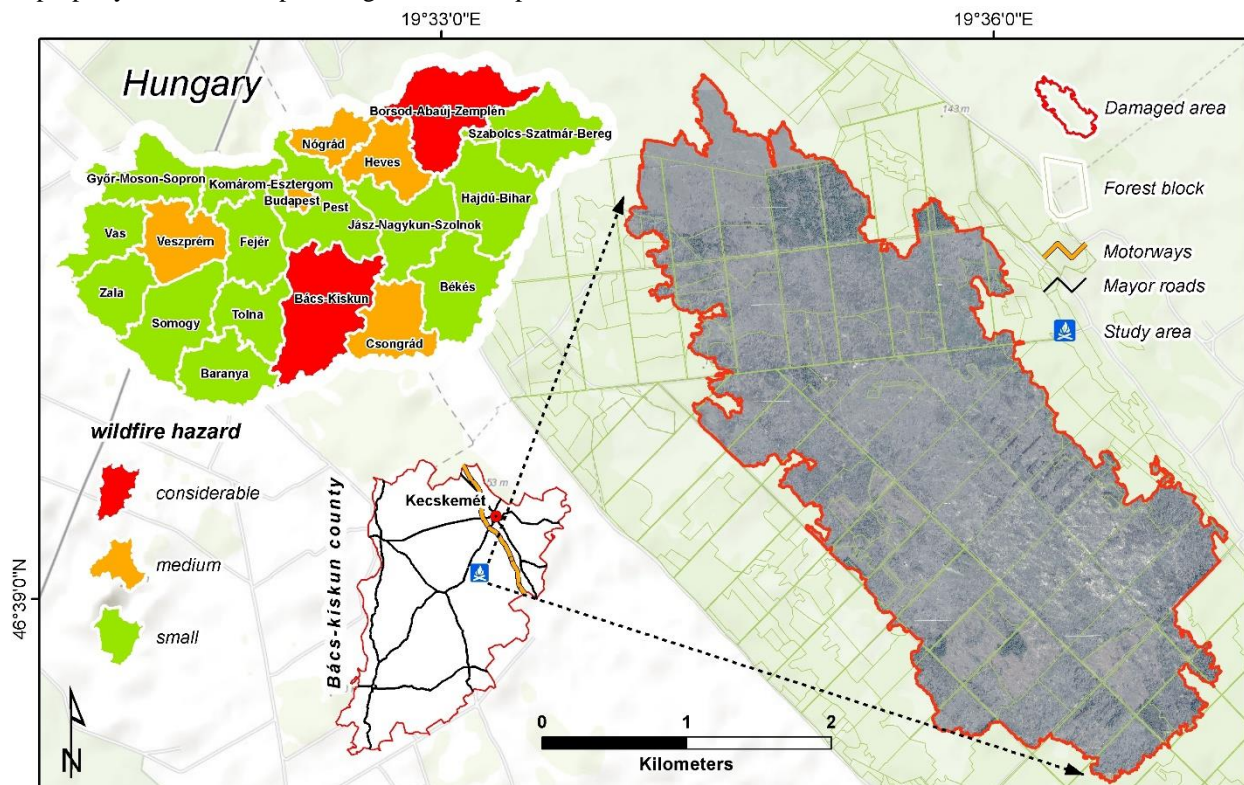 19°33'0"E
19°36'0"E
Hungary
Borsod-Abaúj-Zemplén
Szabolcs-Szatmár-Bereg
Nógrád
Heves
Győr-Moson-Sopron
Komárom-Esztergom
Budapest
Pest
Hajdú-Bihar
Jász-Nagykun-Szolnok
Vas
Veszprém
Fejér
Békés
Zala
Bács-Kiskun
Somogy
Tolna
Csongrád
Baranya
143 m
Damaged area
Forest block
Motorways
Mayor roads
Study area
wildfire hazard
considerable
medium
small
46°39'0"N
Bács-kiskun county
53 m
Kecskemét
N
0 1 2
Kilometers